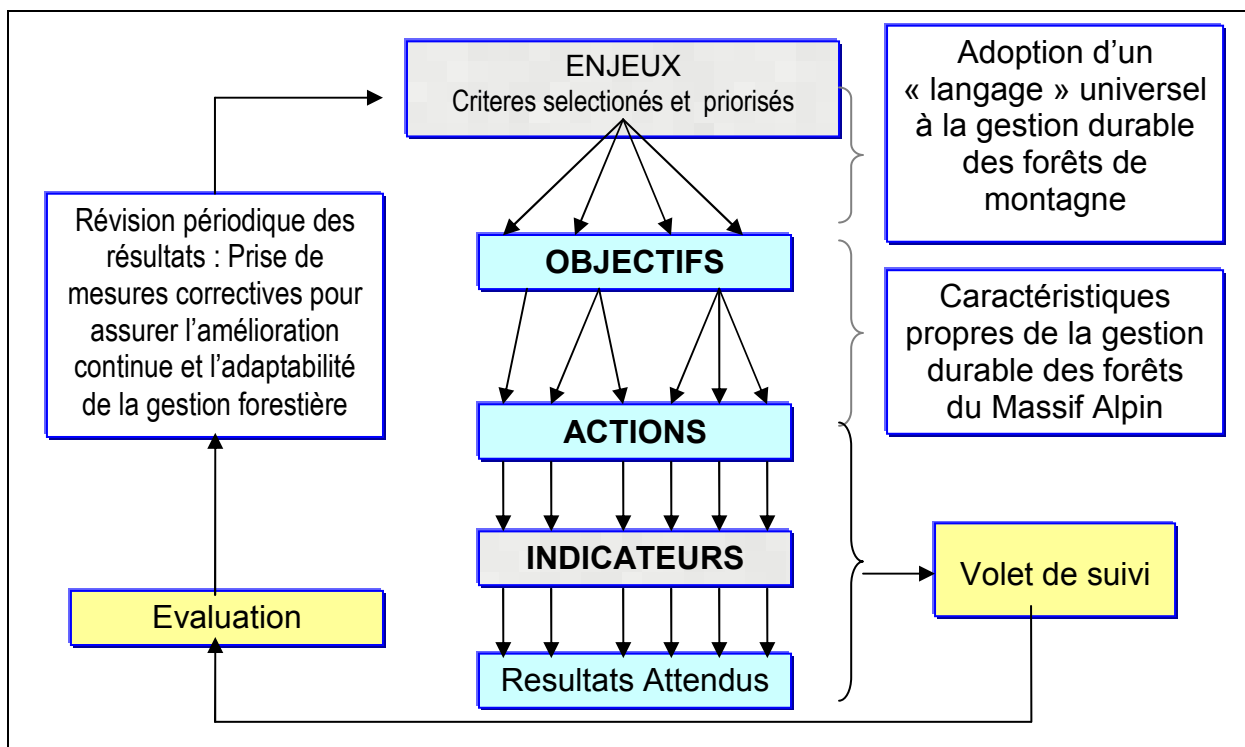 ENJEUX
Criteres selectionés et priorisés
Adoption d’un
« langage » universel
à la gestion durable
des forêts de
montagne
Révision périodique des
résultats : Prise de
mesures correctives pour
assurer l’amélioration
continue et l’adaptabilité
de la gestion forestière
OBJECTIFS
Caractéristiques
propres de la gestion
durable des forêts
du Massif Alpin
ACTIONS
INDICATEURS
Volet de suivi
Evaluation
Resultats Attendus